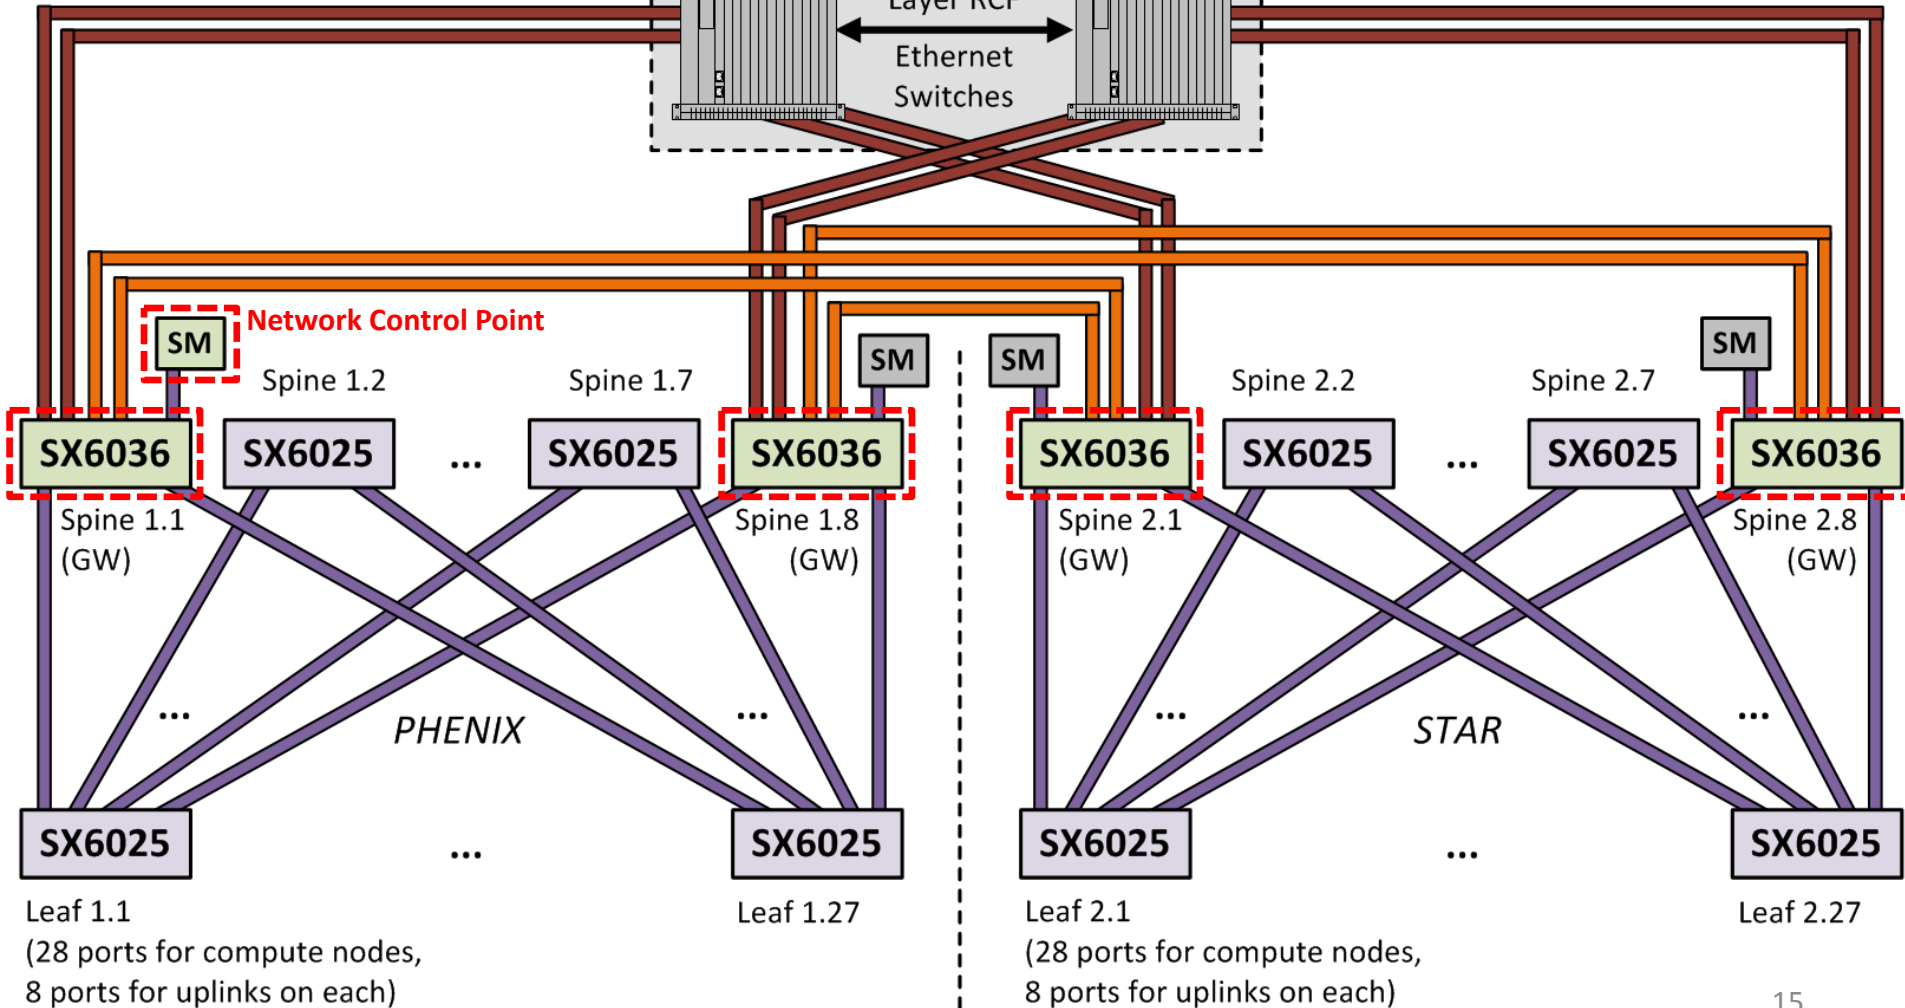 Layer RCF
Ethernet
Switches
Network Control Point
SM
SM
SM
SM
Spine 1.2
Spine 1.7
Spine 2.2
Spine 2.7
SX6036
SX6025
...
SX6025
SX6036
SX6036
SX6025
...
SX6025
SX6036
Spine 1.1
(GW)
Spine 1.8
(GW)
Spine 2.1
(GW)
Spine 2.8
(GW)
...
...
...
...
PHENIX
STAR
SX6025
...
SX6025
SX6025
...
SX6025
Leaf 1.1
(28 ports for compute nodes,
8 ports for uplinks on each)
Leaf 1.27
Leaf 2.1
(28 ports for compute nodes,
8 ports for uplinks on each)
Leaf 2.27
15